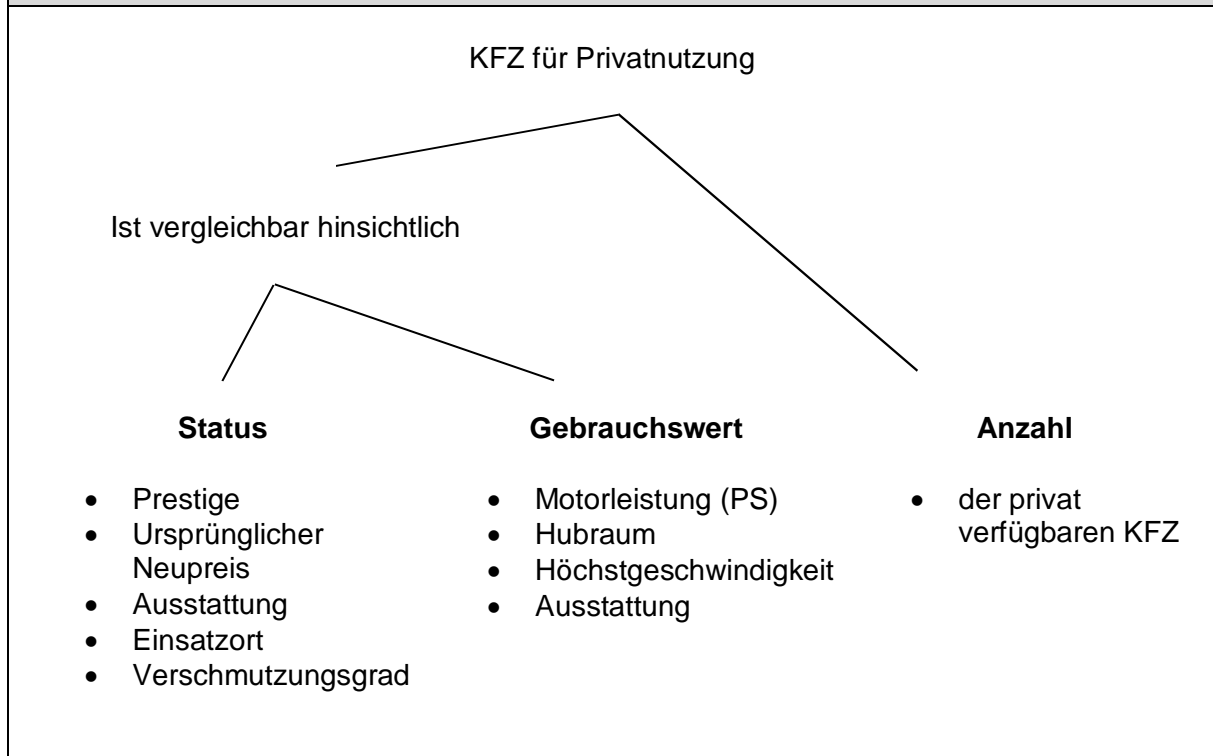 KFZ für Privatnutzung
Ist vergleichbar hinsichtlich
Status
• Prestige
• Ursprünglicher
Neupreis
• Ausstattung
• Einsatzort
• Verschmutzungsgrad
Gebrauchswert
• Motorleistung (PS)
• Hubraum
• Höchstgeschwindigkeit
• Ausstattung
Anzahl
• der privat
verfügbaren KFZ